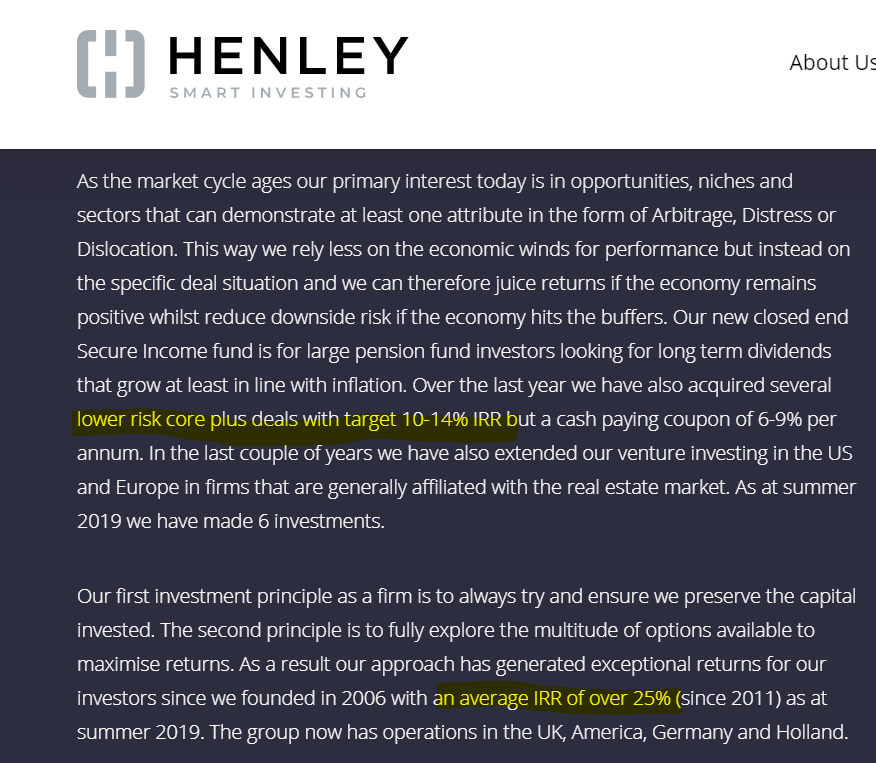 HENLEY
SMART INVESTING
About Us
As the market cycle ages our primary interest today is in opportunities, niches and
sectors that can demonstrate at least one attribute in the form of Arbitrage, Distress or
Dislocation. This way we rely less on the economic winds for performance but instead on
the specific deal situation and we can therefore juice returns if the economy remains
positive whilst reduce downside risk if the economy hits the buffers. Our new closed end
Secure Income fund is for large pension fund investors looking for long term dividends
that grow at least in line with inflation. Over the last year we have also acquired several
lower risk core plus deals with target 10-14% IRR but a cash paying coupon of 6-9% per
annum. In the last couple of years we have also extended our venture investing in the US
and Europe in firms that are generally affiliated with the real estate market. As at summer
2019 we have made 6 investments.
Our first investment principle as a firm is to always try and ensure we preserve the capital
invested. The second principle is to fully explore the multitude of options available to
maximise returns. As a result our approach has generated exceptional returns for our
investors since we founded in 2006 with an average IRR of over 25% (since 2011) as at
summer 2019. The group now has operations in the UK, America, Germany and Holland.